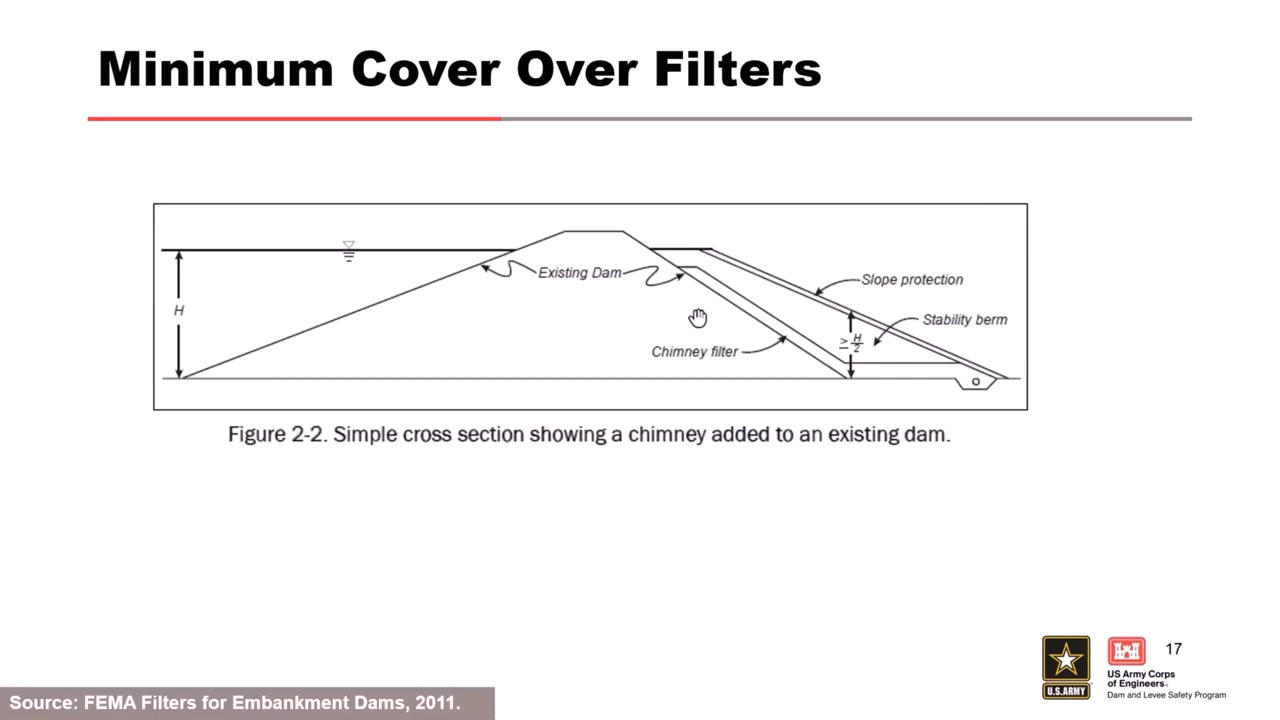 Minimum Cover Over Filters
H
Existing Dam
Slope protection
Stability berm
≥ H/2
Chimney filter
Figure 2-2. Simple cross section showing a chimney added to an existing dam.
17
U.S.ARMY
US Army Corps
of Engineers®
Dam and Levee Safety Program
Source: FEMA Filters for Embankment Dams, 2011.